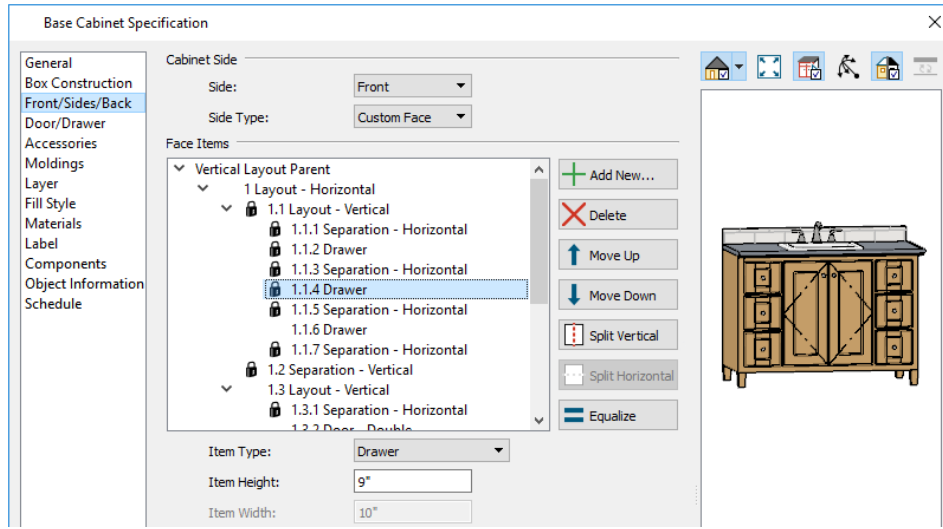 Base Cabinet Specification
General
Box Construction
Front/Sides/Back
Door/Drawer
Accessories
Moldings
Layer
Fill Style
Materials
Label
Components
Object Information
Schedule
Cabinet Side
Side: Front
Side Type: Custom Face
Face Items
Vertical Layout Parent
1 Layout - Horizontal
1.1 Layout - Vertical
1.1.1 Separation - Horizontal
1.1.2 Drawer
1.1.3 Separation - Horizontal
1.1.4 Drawer
1.1.5 Separation - Horizontal
1.1.6 Drawer
1.1.7 Separation - Horizontal
1.2 Separation - Vertical
1.3 Layout - Vertical
1.3.1 Separation - Horizontal
1.3.2 Door - Double
Add New...
Delete
Move Up
Move Down
Split Vertical
Split Horizontal
Equalize
Item Type: Drawer
Item Height: 9"
Item Width: 10"